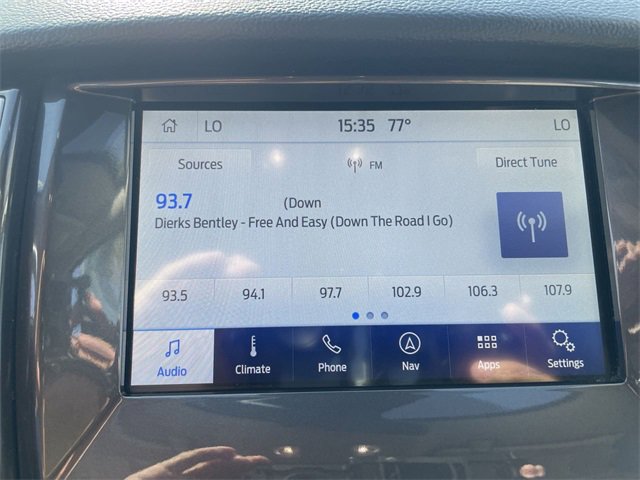 LO 15:35 77° LO
Sources FM Direct Tune
93.7 (Down
Dierks Bentley - Free And Easy (Down The Road I Go)
93.5 94.1 97.7 102.9 106.3 107.9
Audio Climate Phone Nav Apps Settings